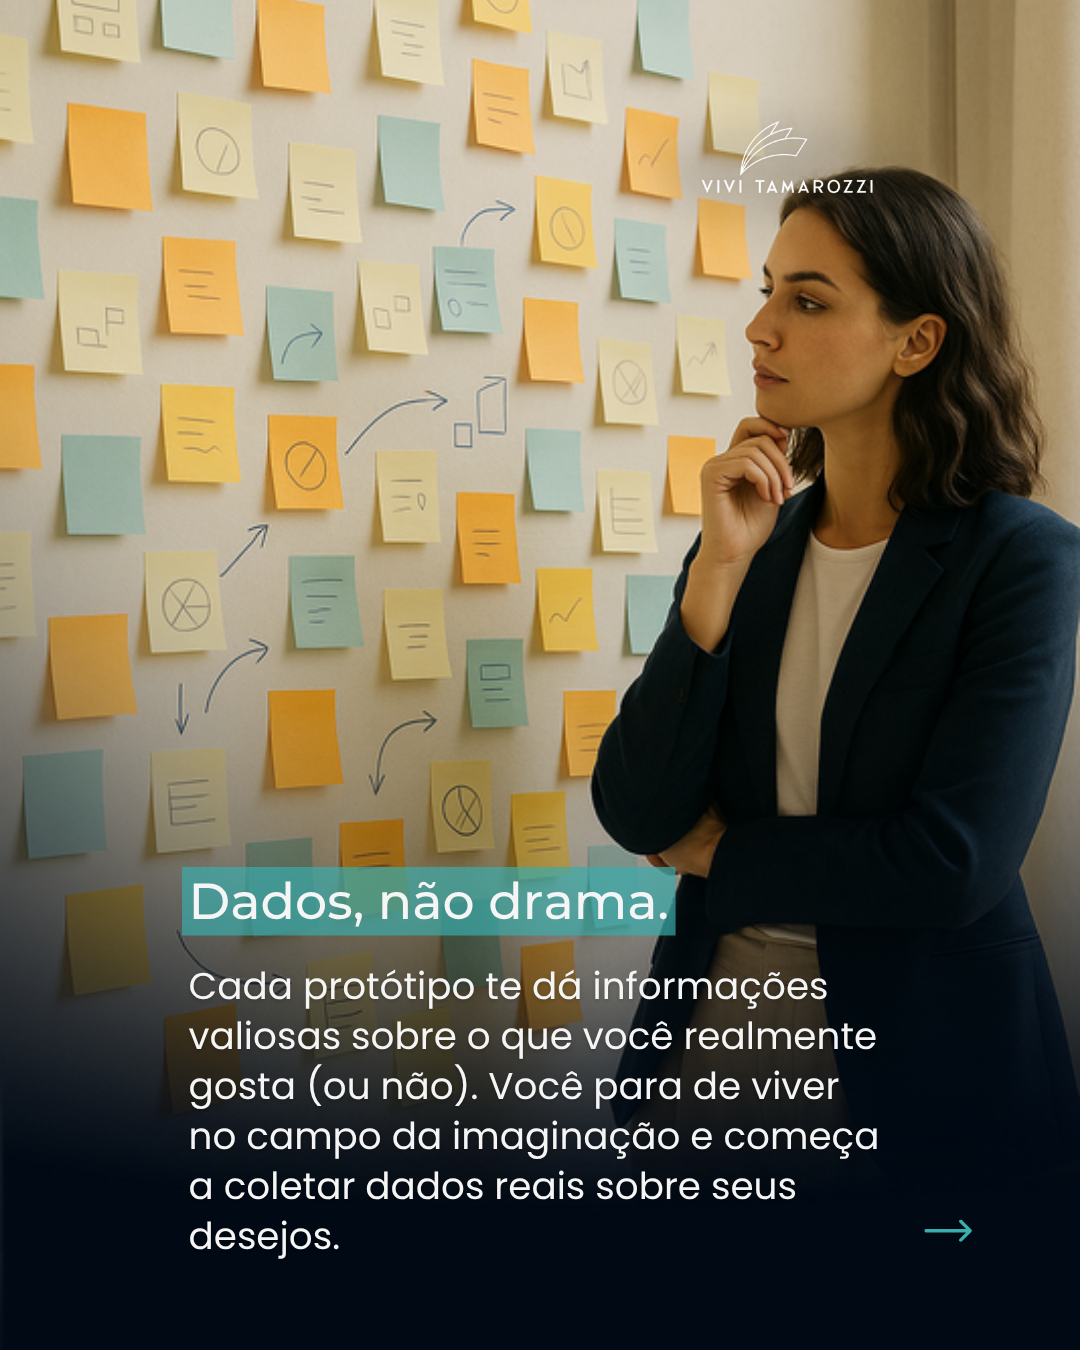 VIVI TAMAROZZI
Dados, não drama.
Cada protótipo te dá informações
valiosas sobre o que você realmente
gosta (ou não). Você para de viver
no campo da imaginação e começa
a coletar dados reais sobre seus
desejos.